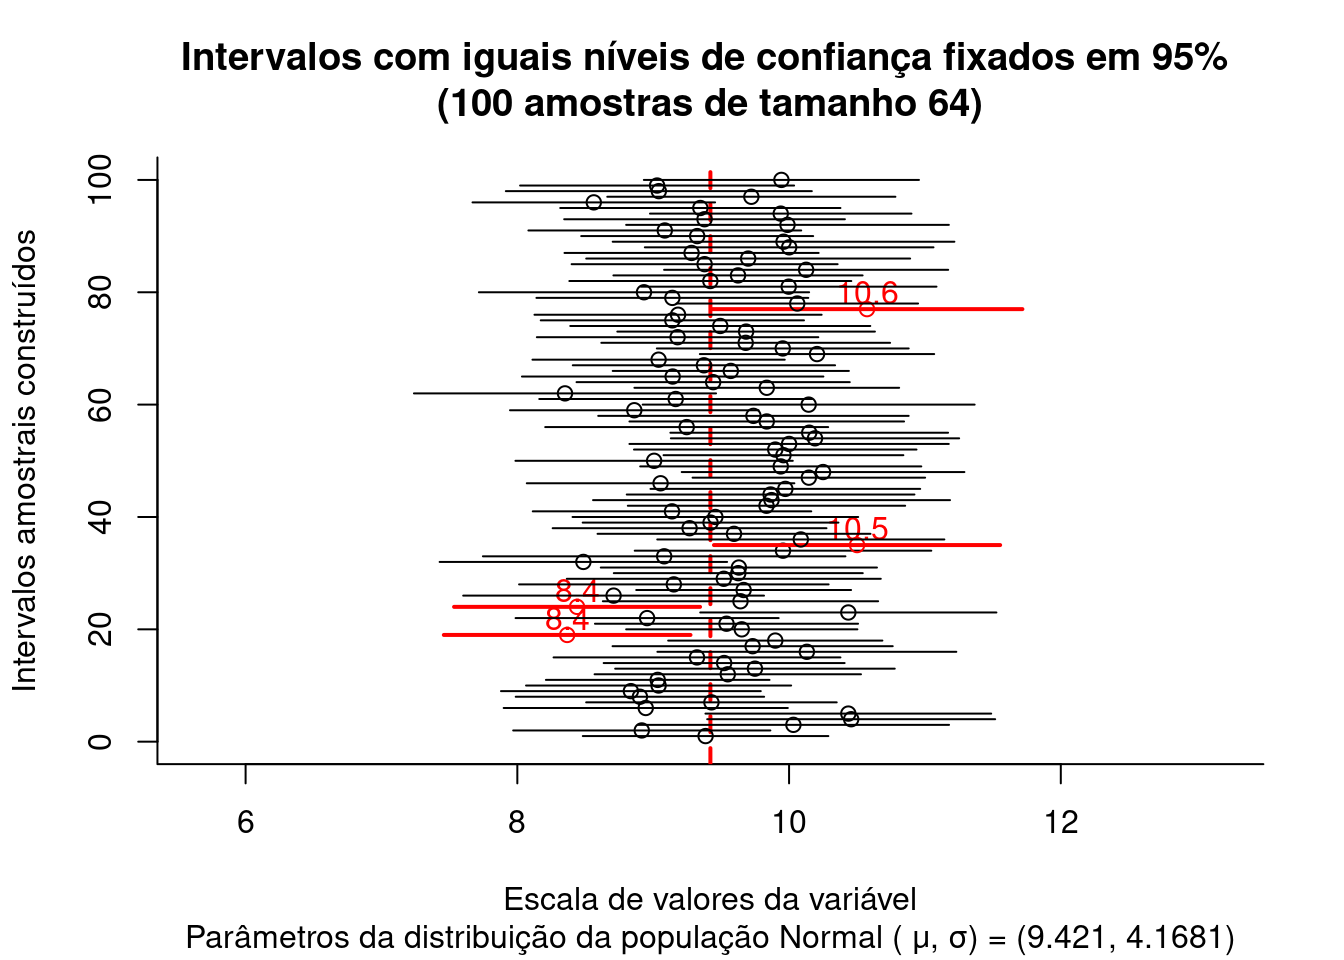 Intervalos com iguais níveis de confiança fixados em 95%
(100 amostras de tamanho 64)
Intervalos amostrais construídos
100
80
60
40
20
0
10.6
10.5
8.4
8.4
6
8
10
12
Escala de valores da variável
Parâmetros da distribuição da população Normal ( μ, σ) = (9.421, 4.1681)